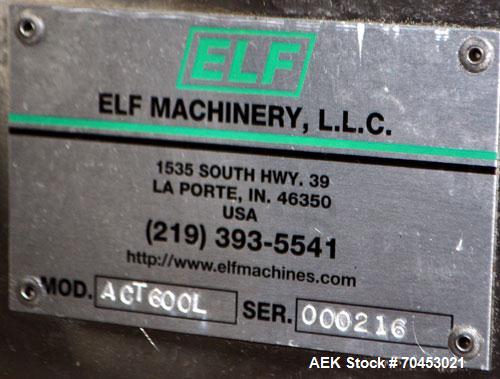 ELF
ELF MACHINERY, L.L.C.
1535 SOUTH HWY. 39
LA PORTE, IN. 46350
USA
(219) 393-5541
http://www.elfmachines.com
MOD. ACT600L SER. 000216
AEK Stock # 70453021